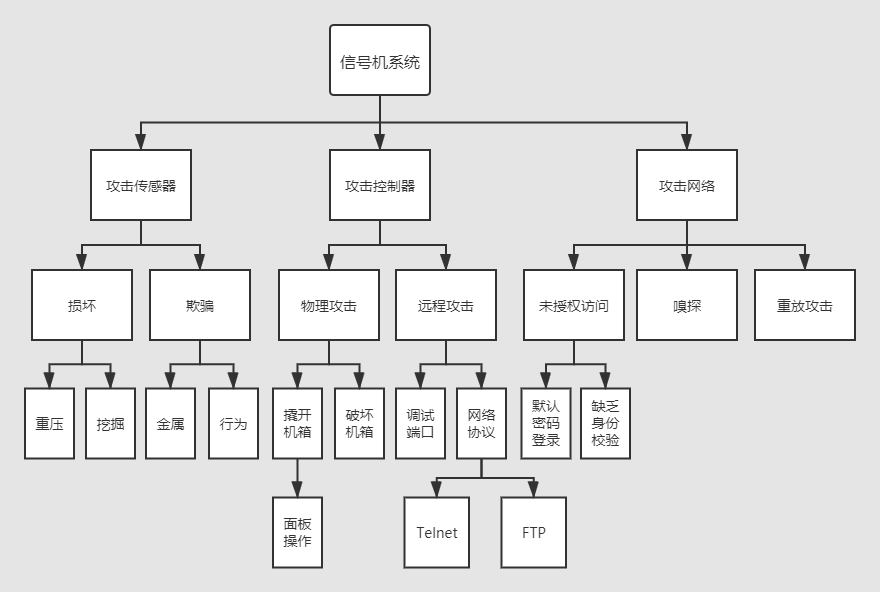 信号机系统
攻击传感器
攻击控制器
攻击网络
损坏
欺骗
物理攻击
远程攻击
未授权访问
嗅探
重放攻击
重压
挖掘
金属
行为
撬开
机箱
破坏
机箱
调试
端口
网络
协议
默认
密码
登录
缺乏
身份
校验
面板
操作
Telnet
FTP